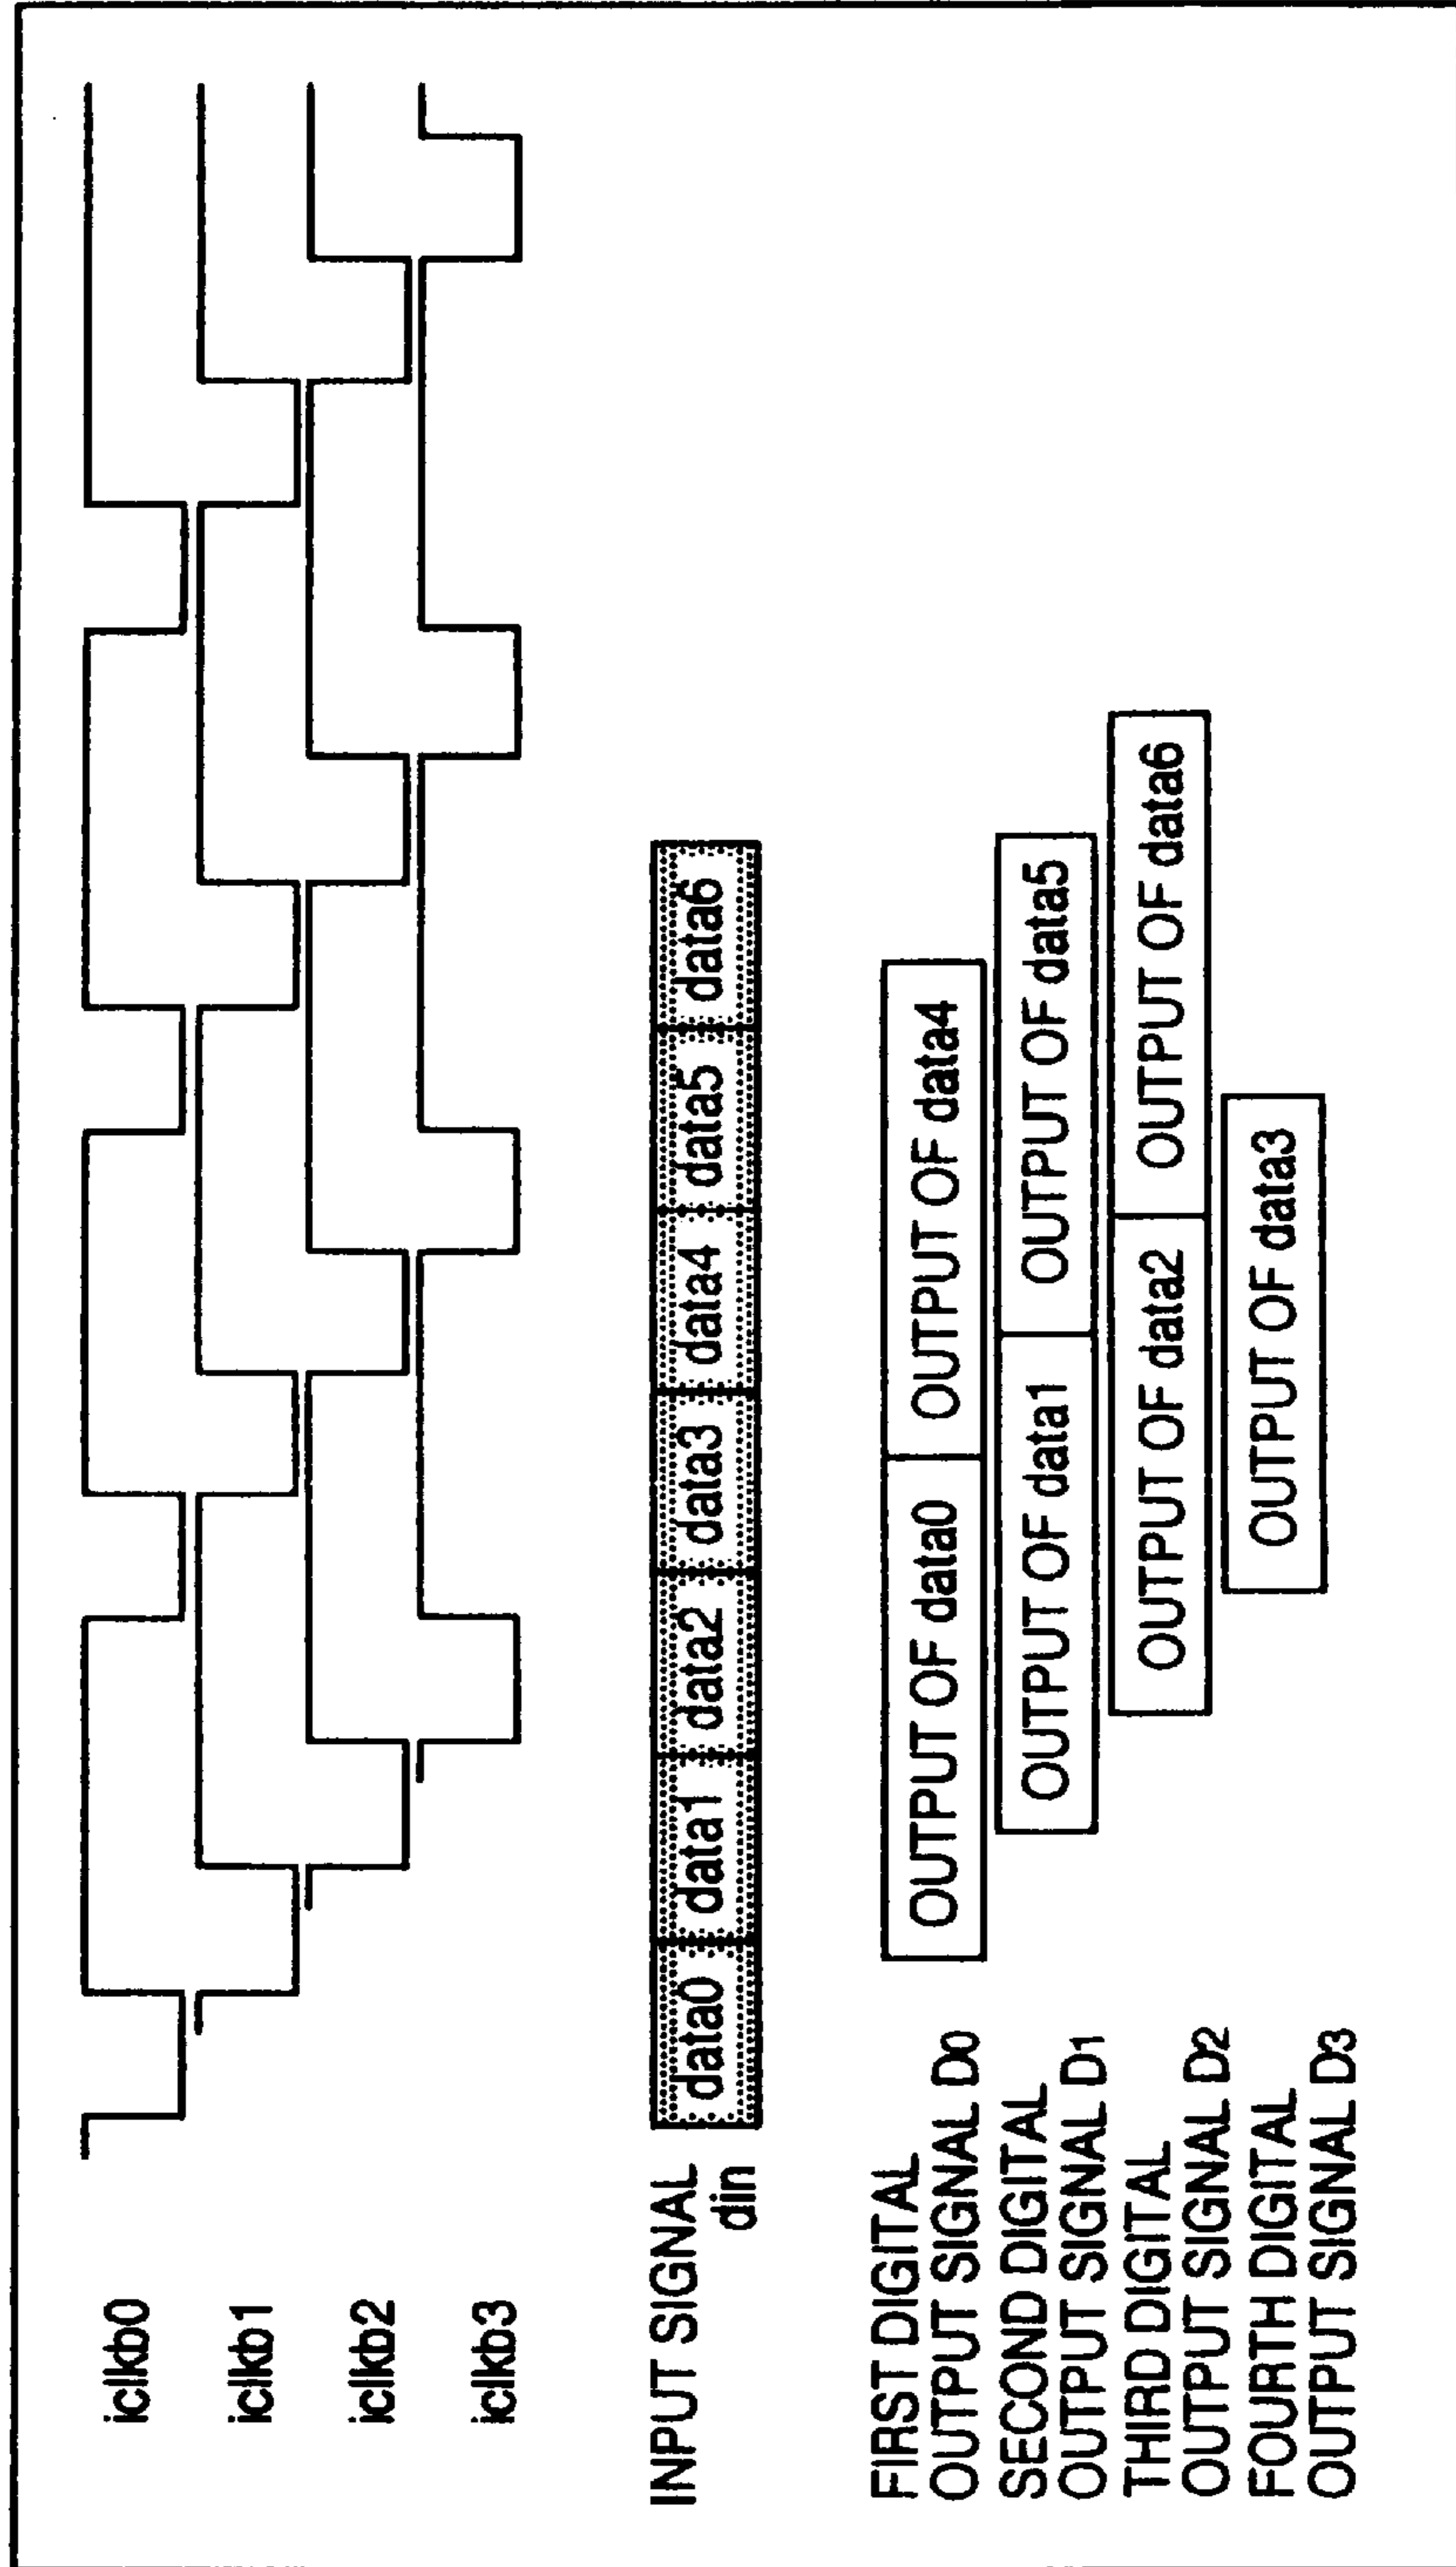 iclkb0
iclkb1
iclkb2
iclkb3
INPUT SIGNAL
din
data0 data1 data2 data3 data4 data5 data6
FIRST DIGITAL
OUTPUT SIGNAL D0
OUTPUT OF data0 OUTPUT OF data4
SECOND DIGITAL
OUTPUT SIGNAL D1
OUTPUT OF data1 OUTPUT OF data5
THIRD DIGITAL
OUTPUT SIGNAL D2
OUTPUT OF data2 OUTPUT OF data6
FOURTH DIGITAL
OUTPUT SIGNAL D3
OUTPUT OF data3